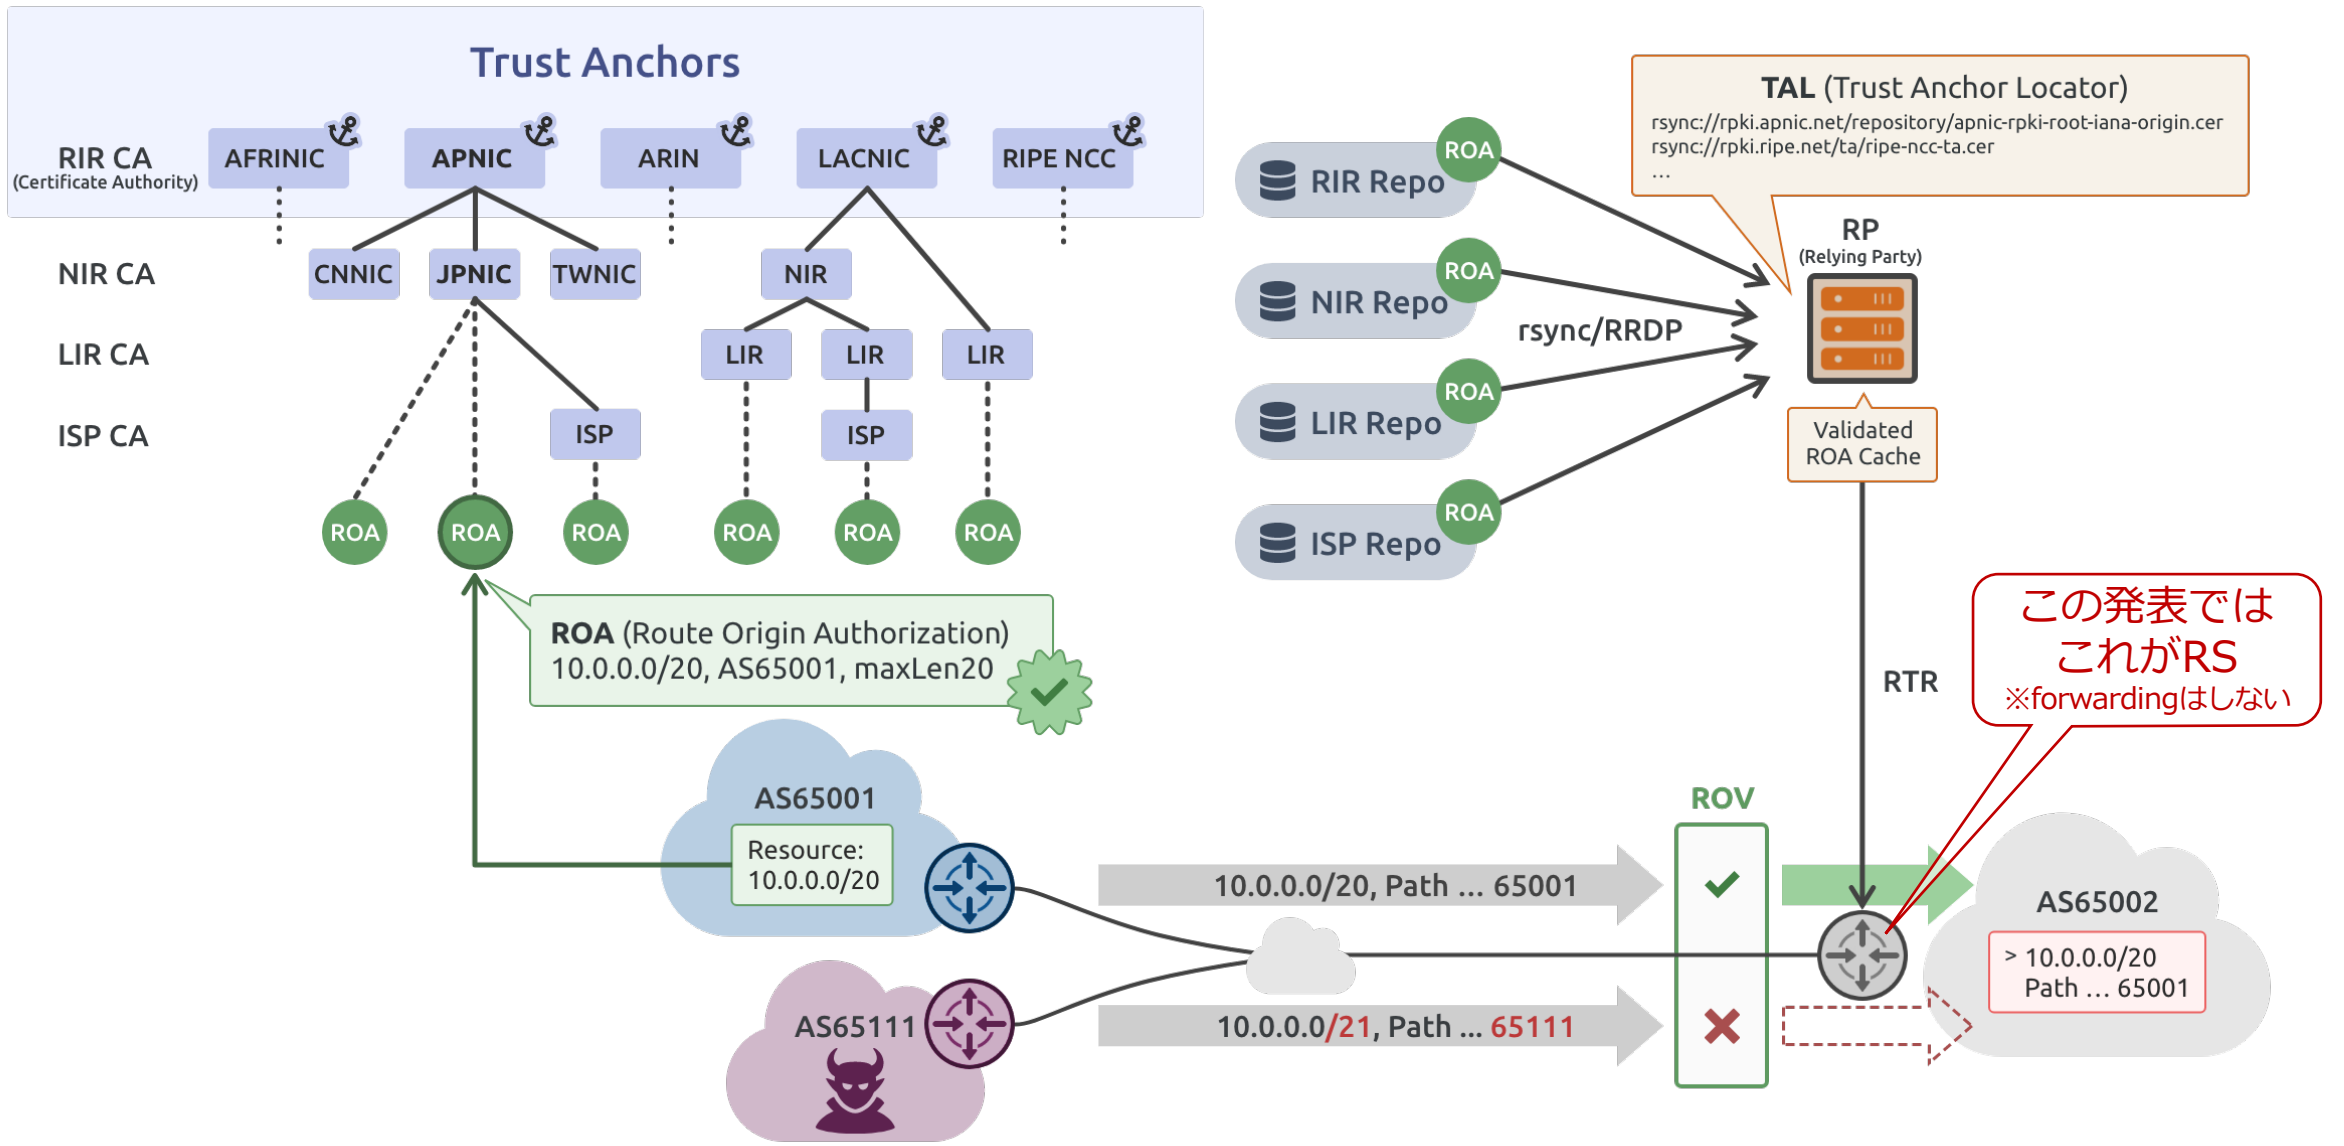 Trust Anchors
RIR CA
(Certificate Authority)
AFRINIC
APNIC
ARIN
LACNIC
RIPE NCC
NIR CA
CNNIC
JPNIC
TWNIC
NIR
LIR CA
LIR
LIR
LIR
ISP CA
ISP
ISP
ROA
ROA
ROA
ROA
ROA
ROA
ROA (Route Origin Authorization)
10.0.0.0/20, AS65001, maxLen20
RIR Repo
ROA
NIR Repo
ROA
LIR Repo
ROA
ISP Repo
ROA
rsync/RRDP
TAL (Trust Anchor Locator)
rsync://rpki.apnic.net/repository/apnic-rpki-root-iana-origin.cer
rsync://rpki.ripe.net/ta/ripe-ncc-ta.cer
...
RP
(Relying Party)
Validated
ROA Cache
RTR
この発表では
これがRS
※forwardingはしない
AS65001
Resource:
10.0.0.0/20
AS65111
10.0.0.0/20, Path ... 65001
10.0.0.0/21, Path ... 65111
ROV
AS65002
> 10.0.0.0/20
Path ... 65001